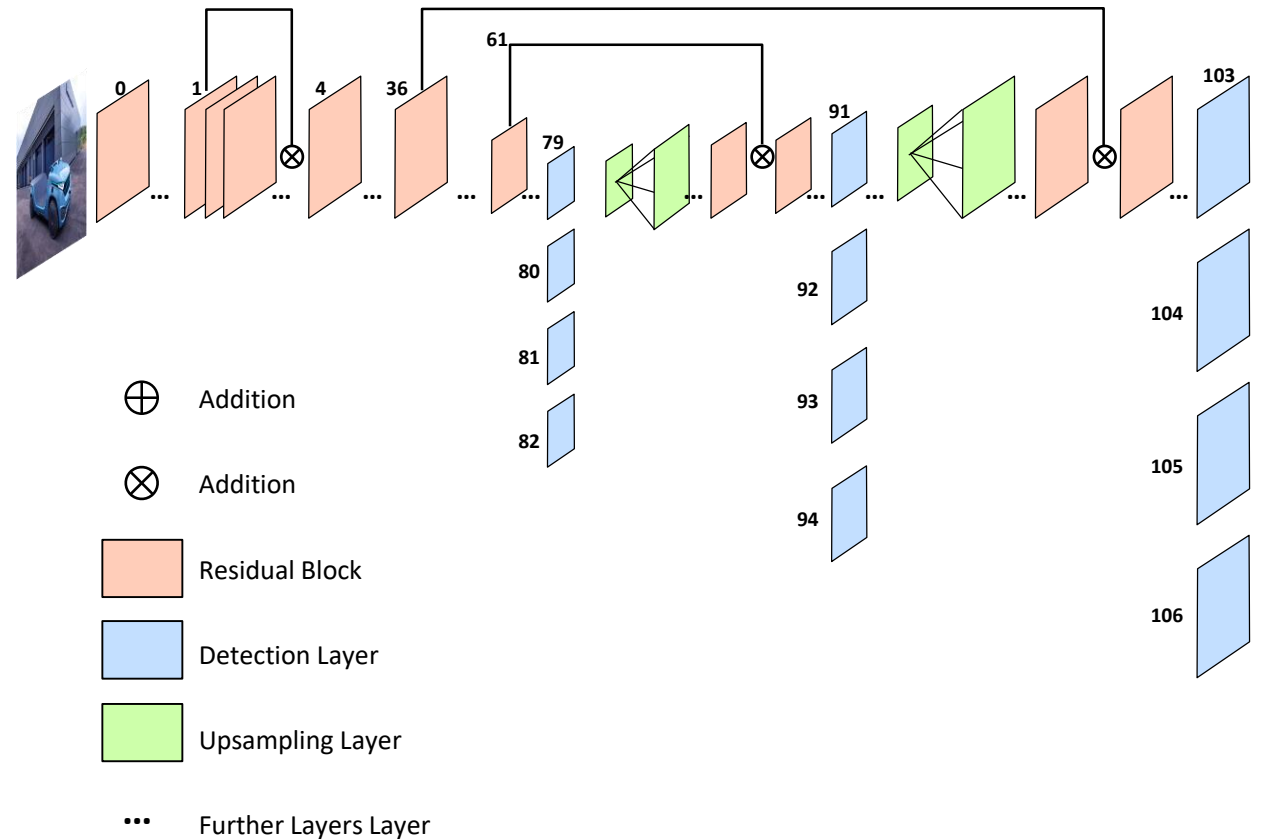 61
0 1 4 36 103
79 91
... ... ... ... ... ... ... ... ... ... ...
80
92
104
81
Addition
93
82
105
Addition
94
Residual Block
106
Detection Layer
Upsampling Layer
... Further Layers Layer